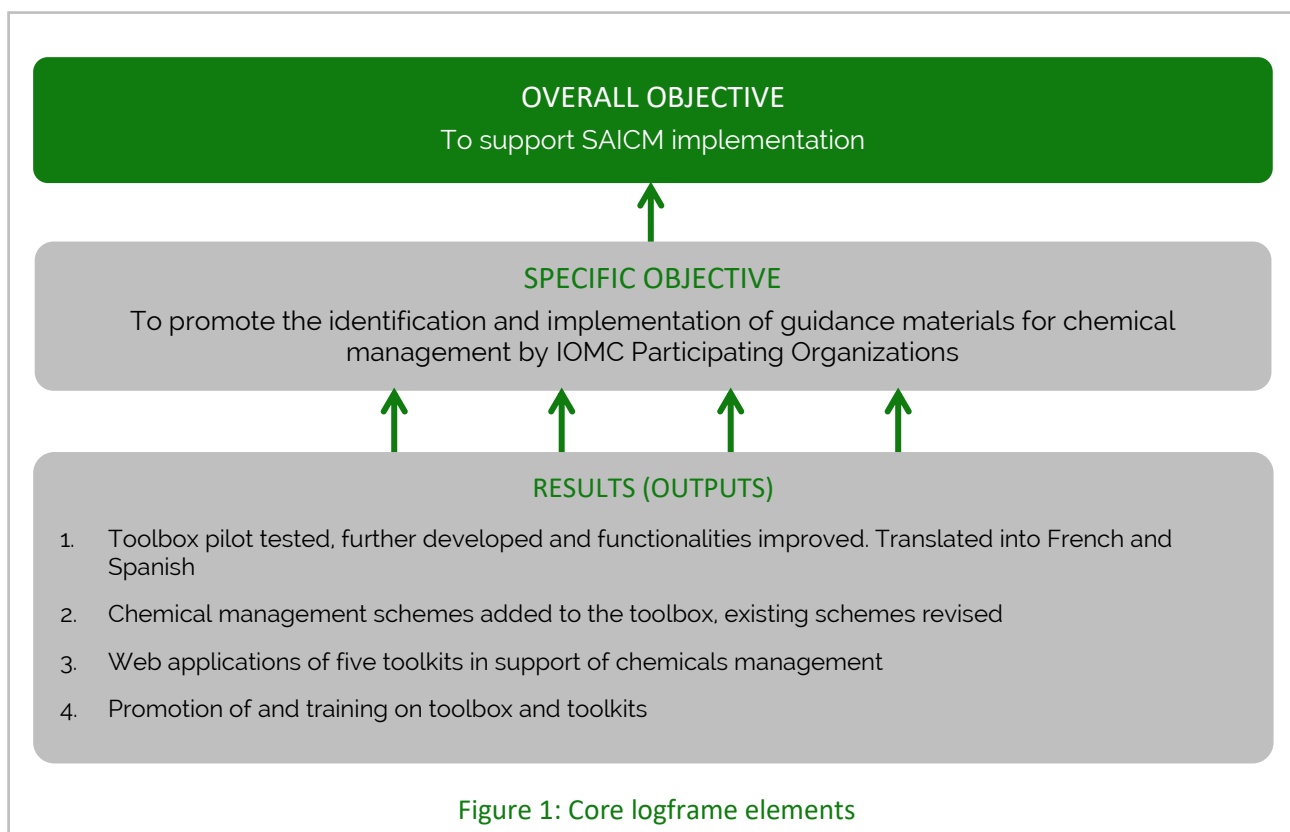 OVERALL OBJECTIVE
To support SAICM implementation
SPECIFIC OBJECTIVE
To promote the identification and implementation of guidance materials for chemical
management by IOMC Participating Organizations
RESULTS (OUTPUTS)
1. Toolbox pilot tested, further developed and functionalities improved. Translated into French and
Spanish
2. Chemical management schemes added to the toolbox, existing schemes revised
3. Web applications of five toolkits in support of chemicals management
4. Promotion of and training on toolbox and toolkits
Figure 1: Core logframe elements